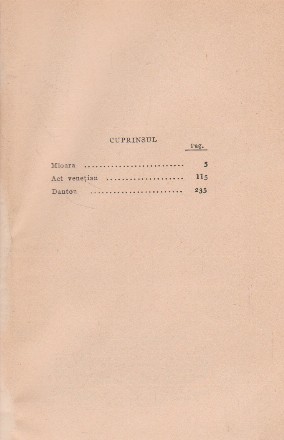 CUPRINSUL
Pag.
Mioara .......................... 5
Act venețian .................... 115
Danton ........................ 235